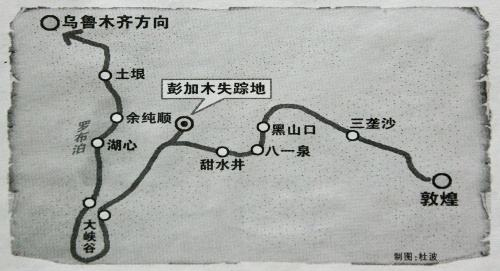 乌鲁木齐方向
土垠
彭加木失踪地
余纯顺
罗布泊
湖心
黑山口
三垄沙
甜水井
八一泉
敦煌
大峡谷
制图:杜波